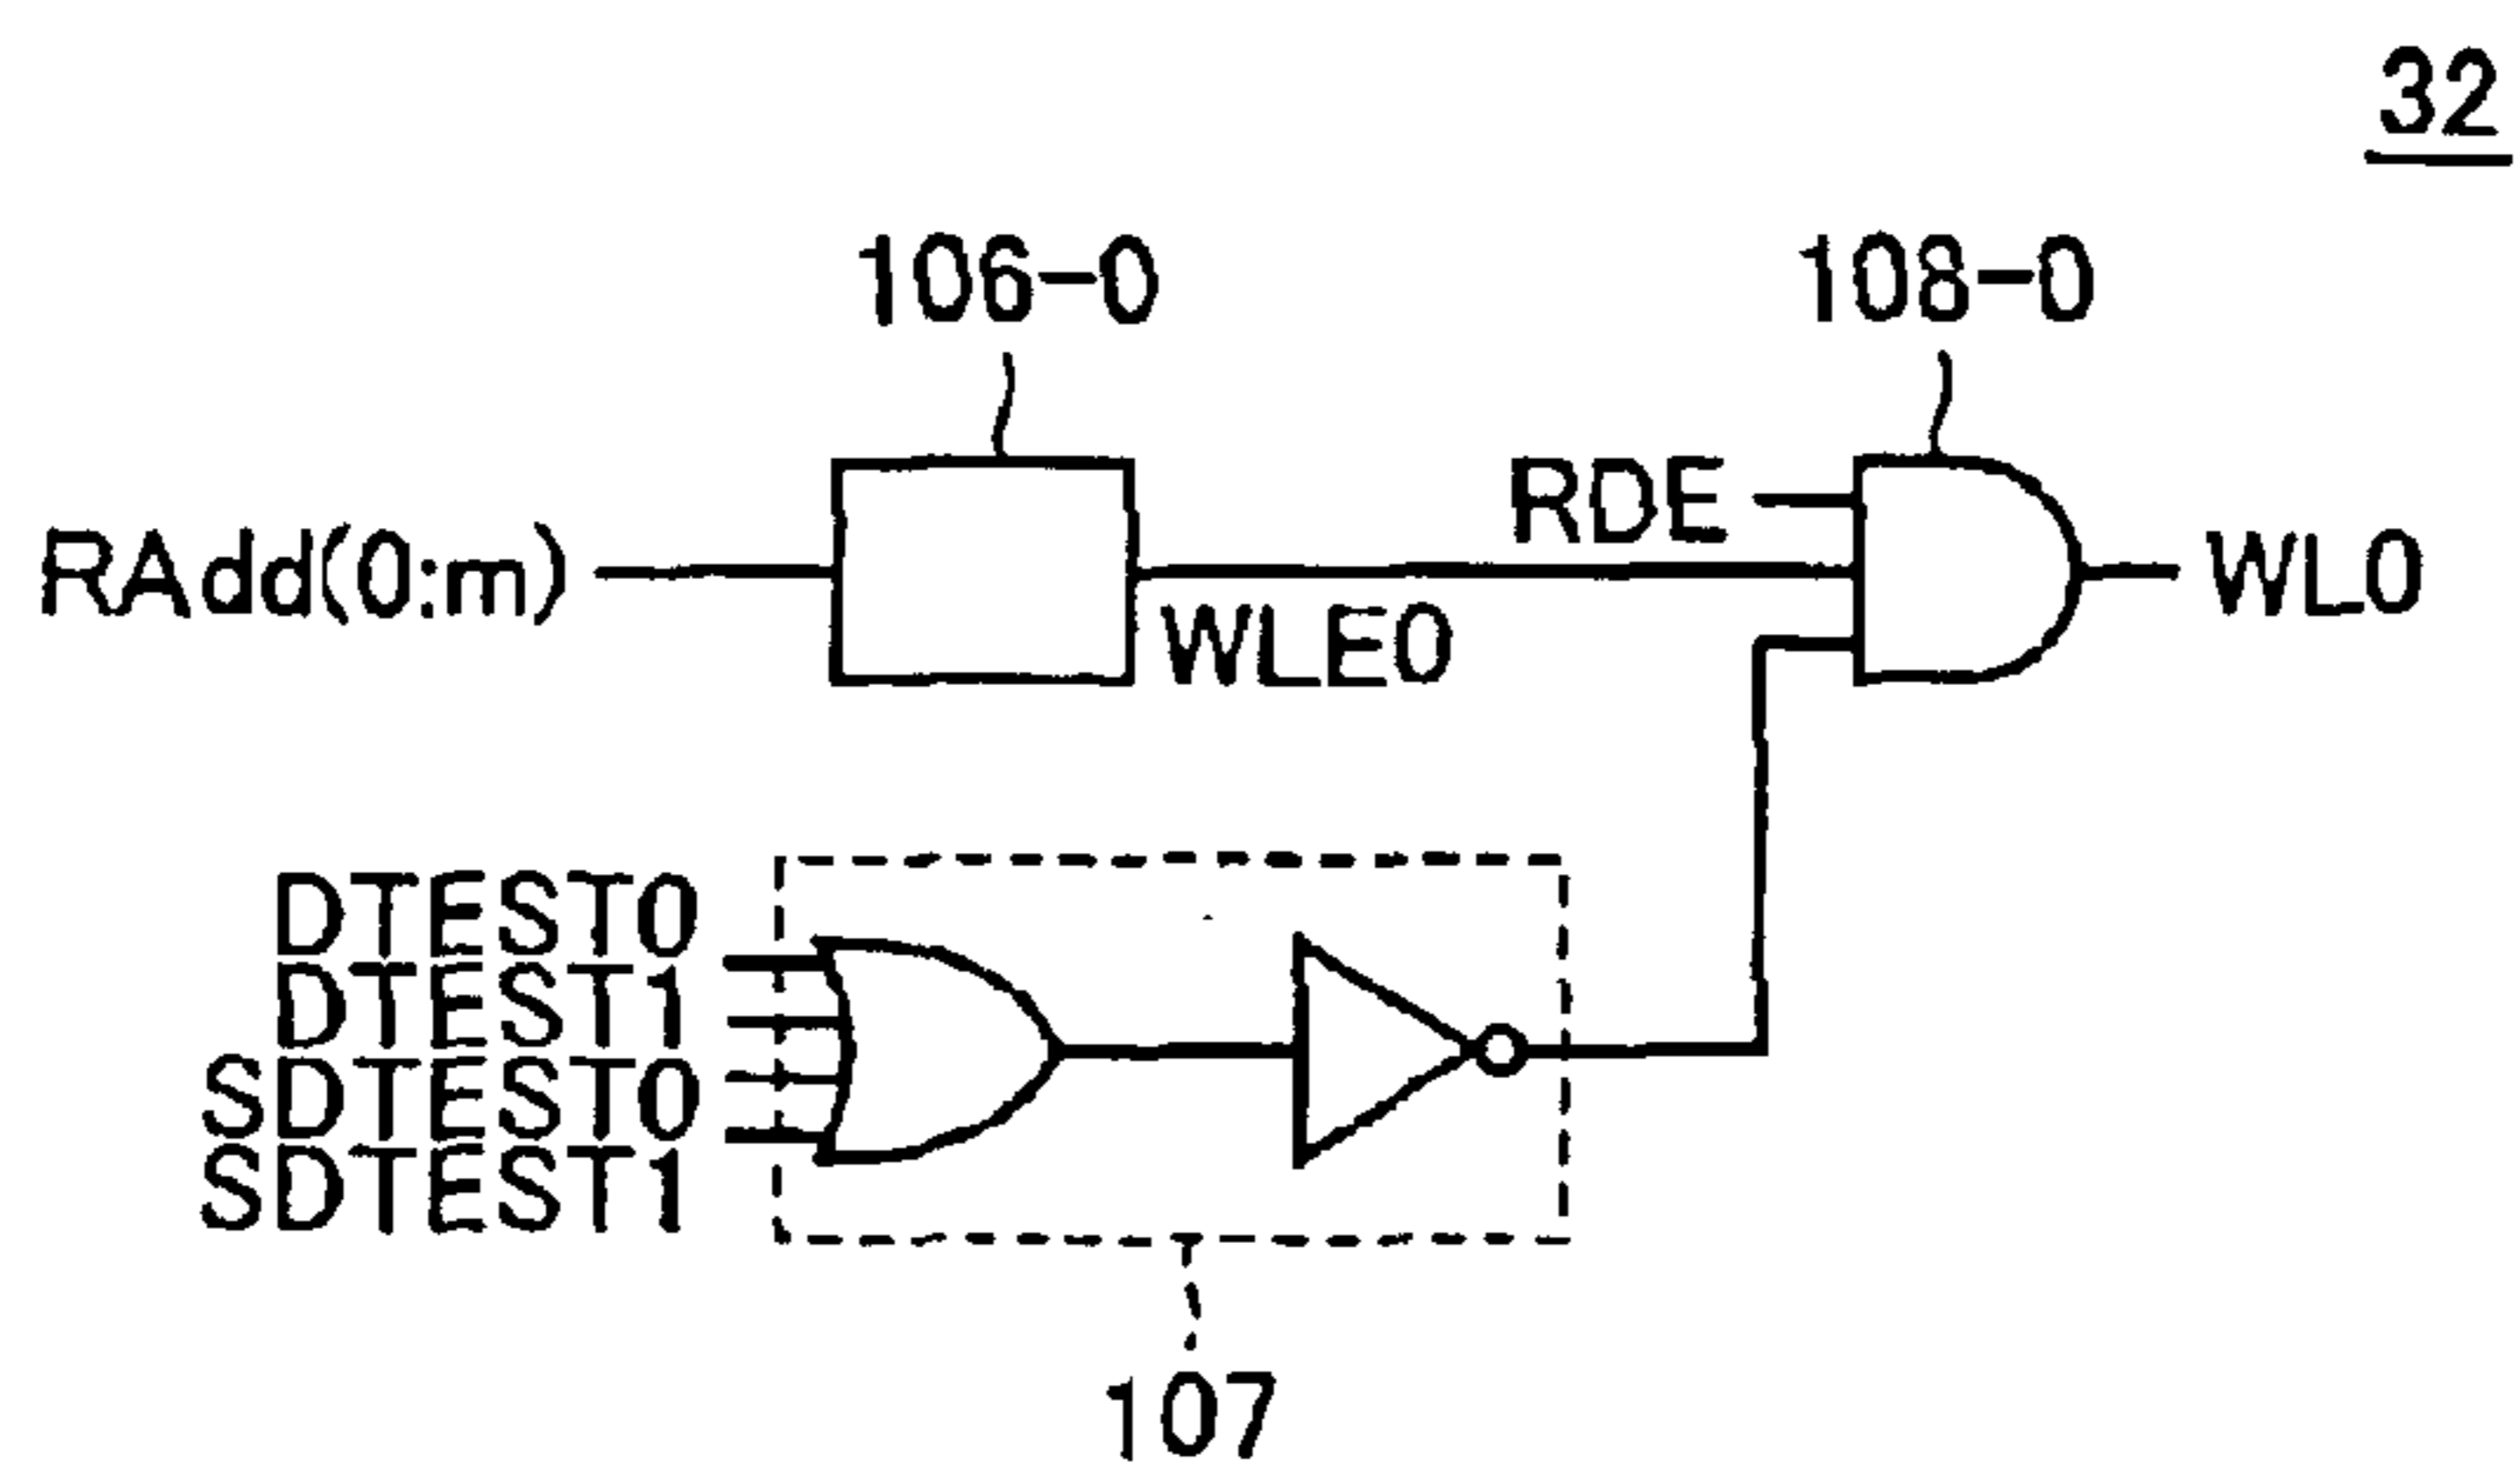 32
106-0
108-0
RDE
RAdd(0:m)
WL0
WLE0
DTEST0
DTEST1
SDTEST0
SDTEST1
107